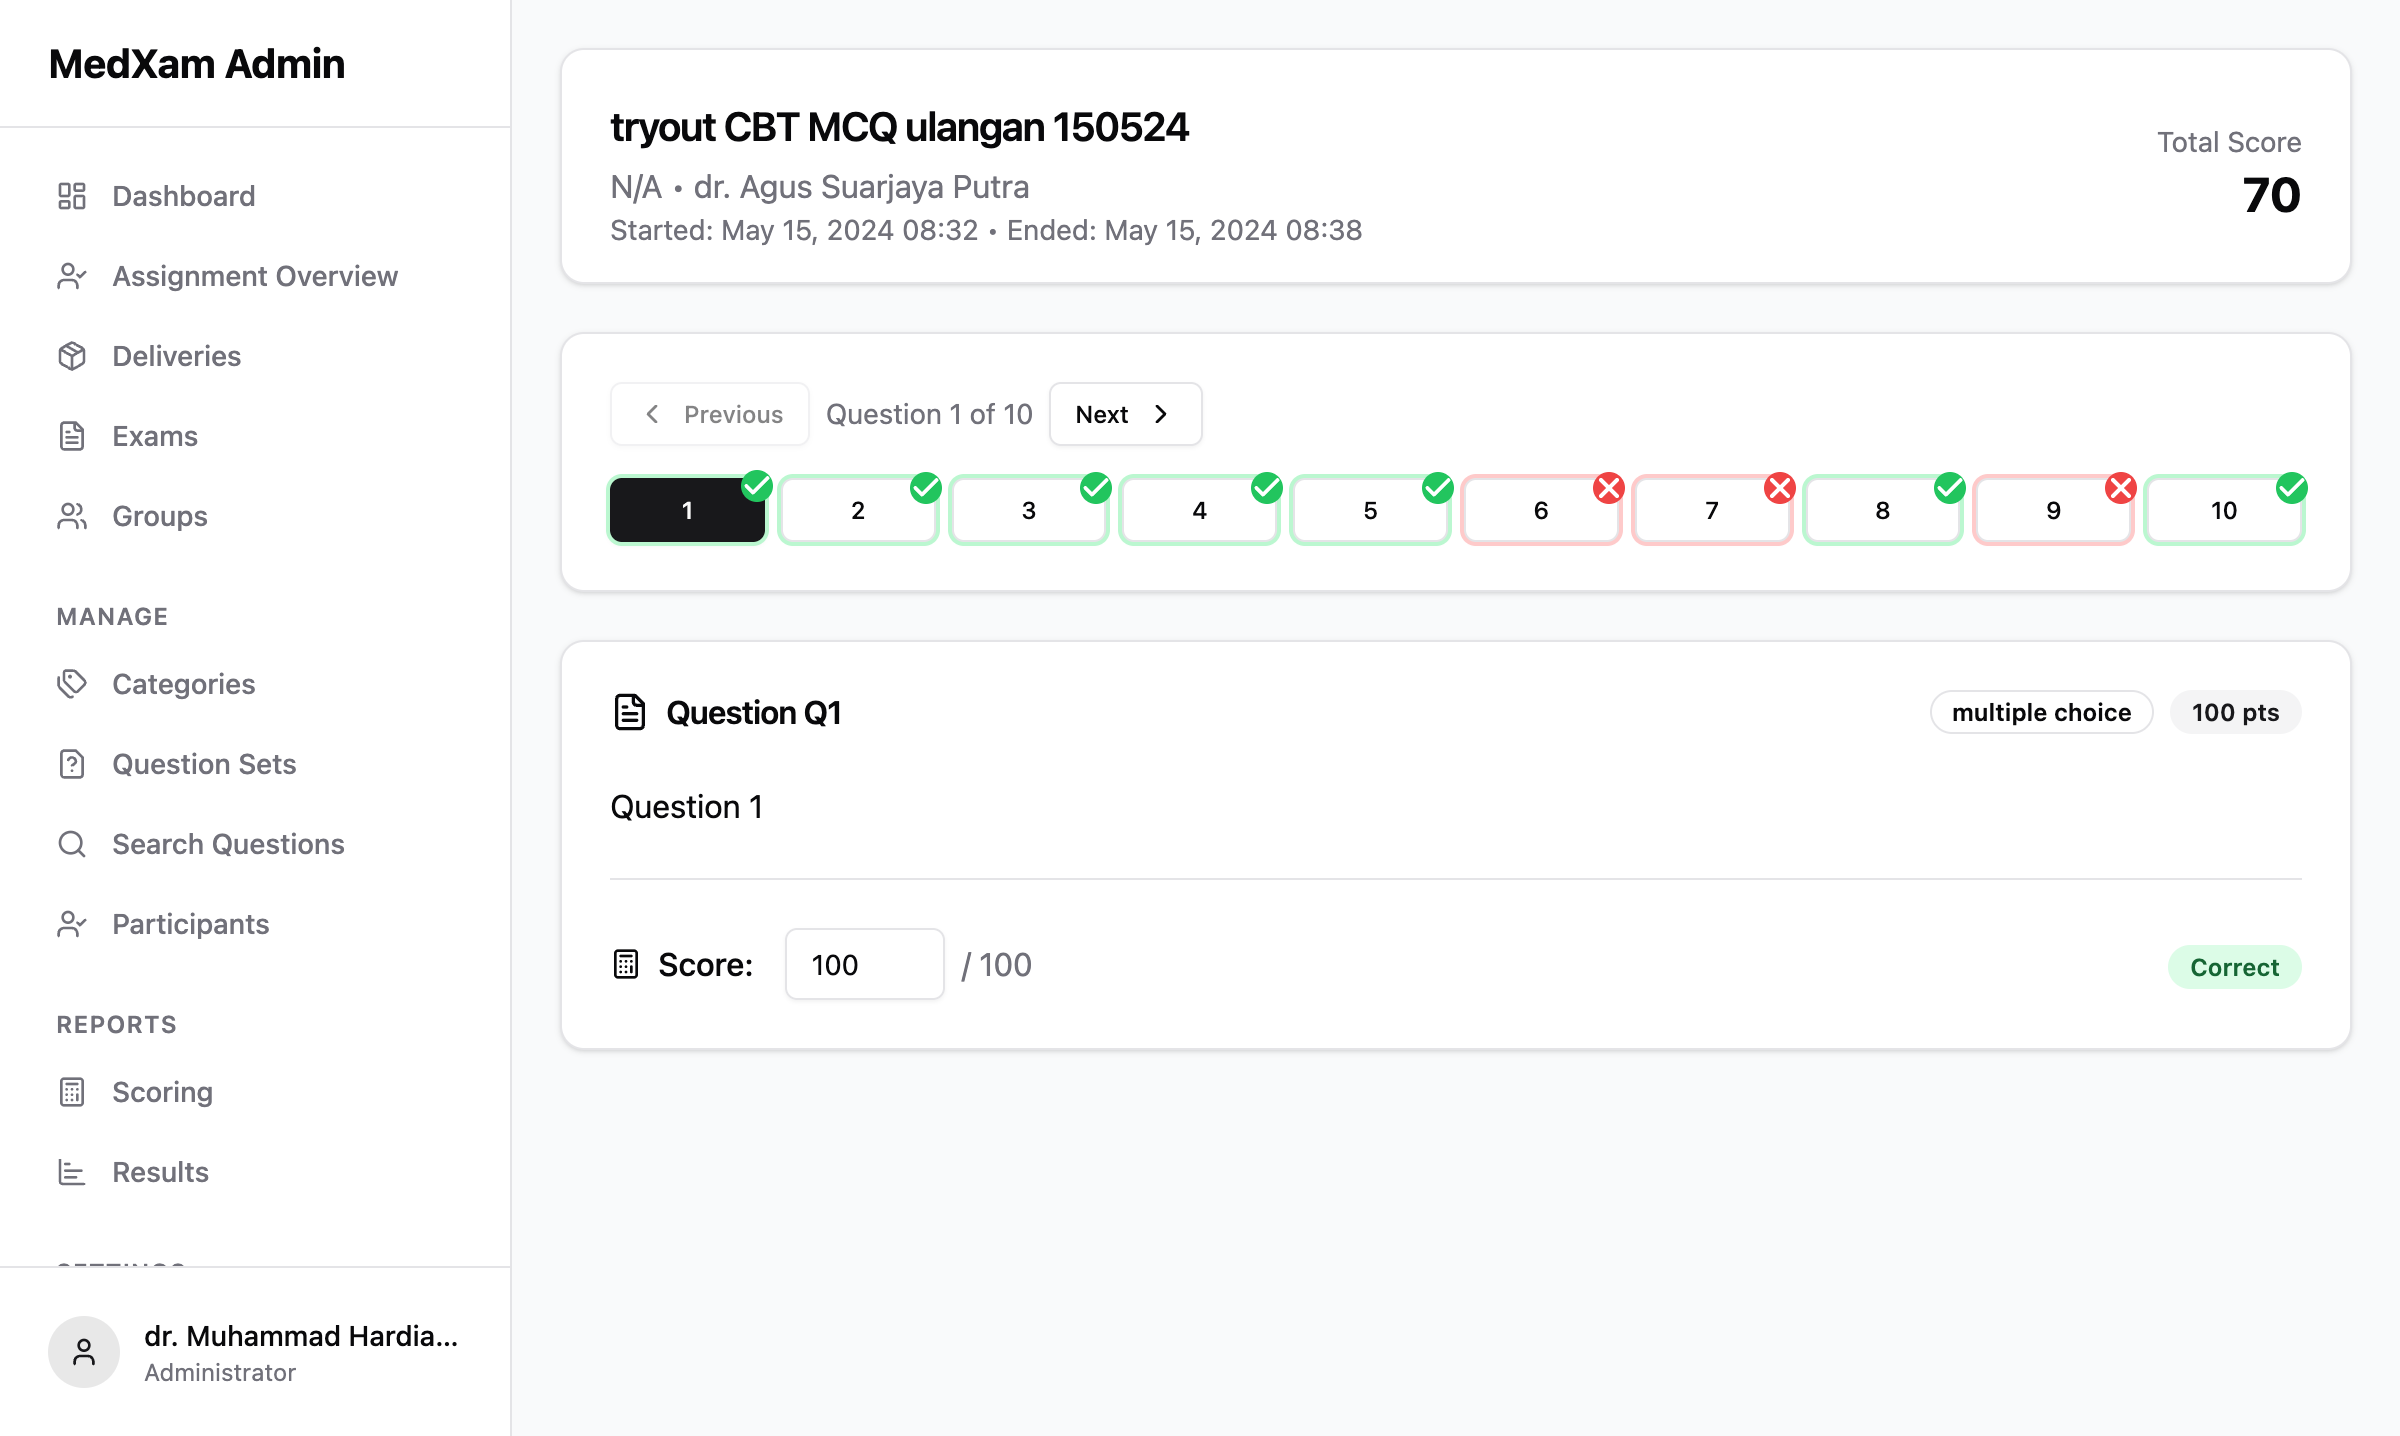 MedXam Admin
Dashboard
Assignment Overview
Deliveries
Exams
Groups
MANAGE
Categories
Question Sets
Search Questions
Participants
REPORTS
Scoring
Results
SETTINGS
dr. Muhammad Hardia...
Administrator
tryout CBT MCQ ulangan 150524
N/A • dr. Agus Suarjaya Putra
Started: May 15, 2024 08:32 • Ended: May 15, 2024 08:38
Total Score
70
Previous Question 1 of 10 Next
1 2 3 4 5 6 7 8 9 10
Question Q1
multiple choice 100 pts
Question 1
Score: 100 / 100
Correct